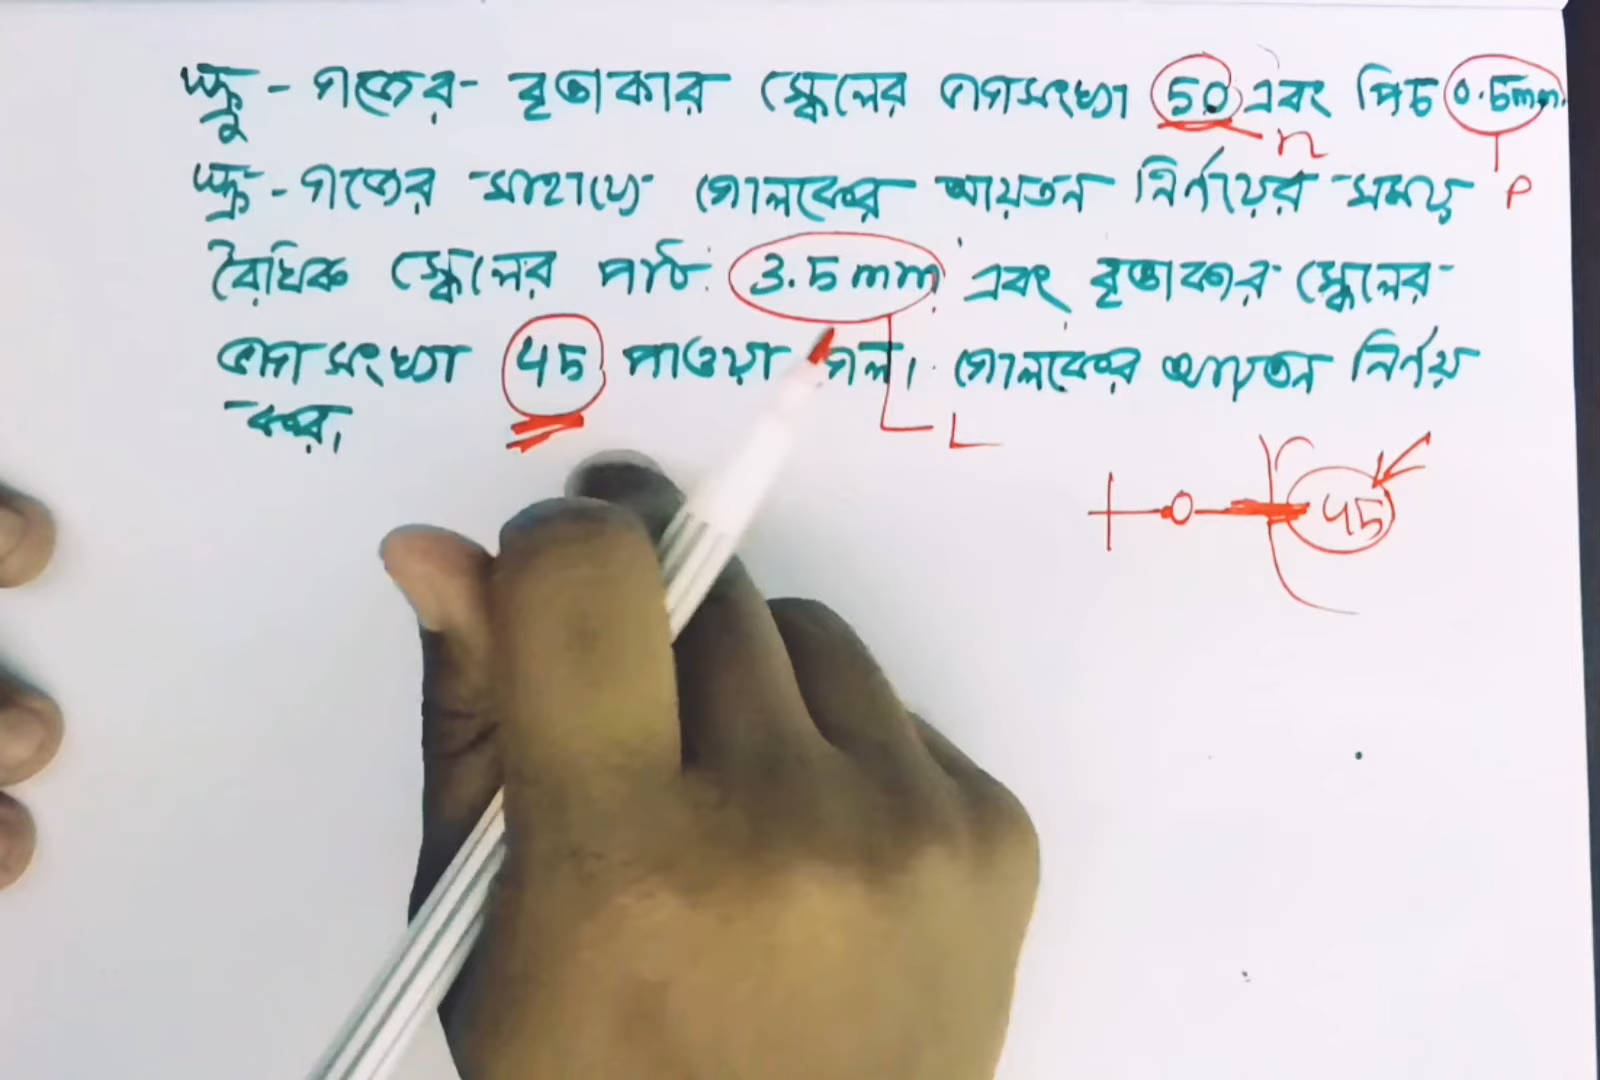 স্ক্রু - গজের বৃত্তাকার স্কেলের ভাগসংখ্যা 50 এবং পিচ 0.5mm.
n
স্ক্রু - গজের সাহায্যে গোলকের আয়তন নির্ণয়ের সময় P
রৈখিক স্কেলের পাঠ 3.5mm এবং বৃত্তাকার স্কেলের
ভাগসংখ্যা 45 পাওয়া গেল। গোলকের আয়তন নির্ণয়
কর।
L
45